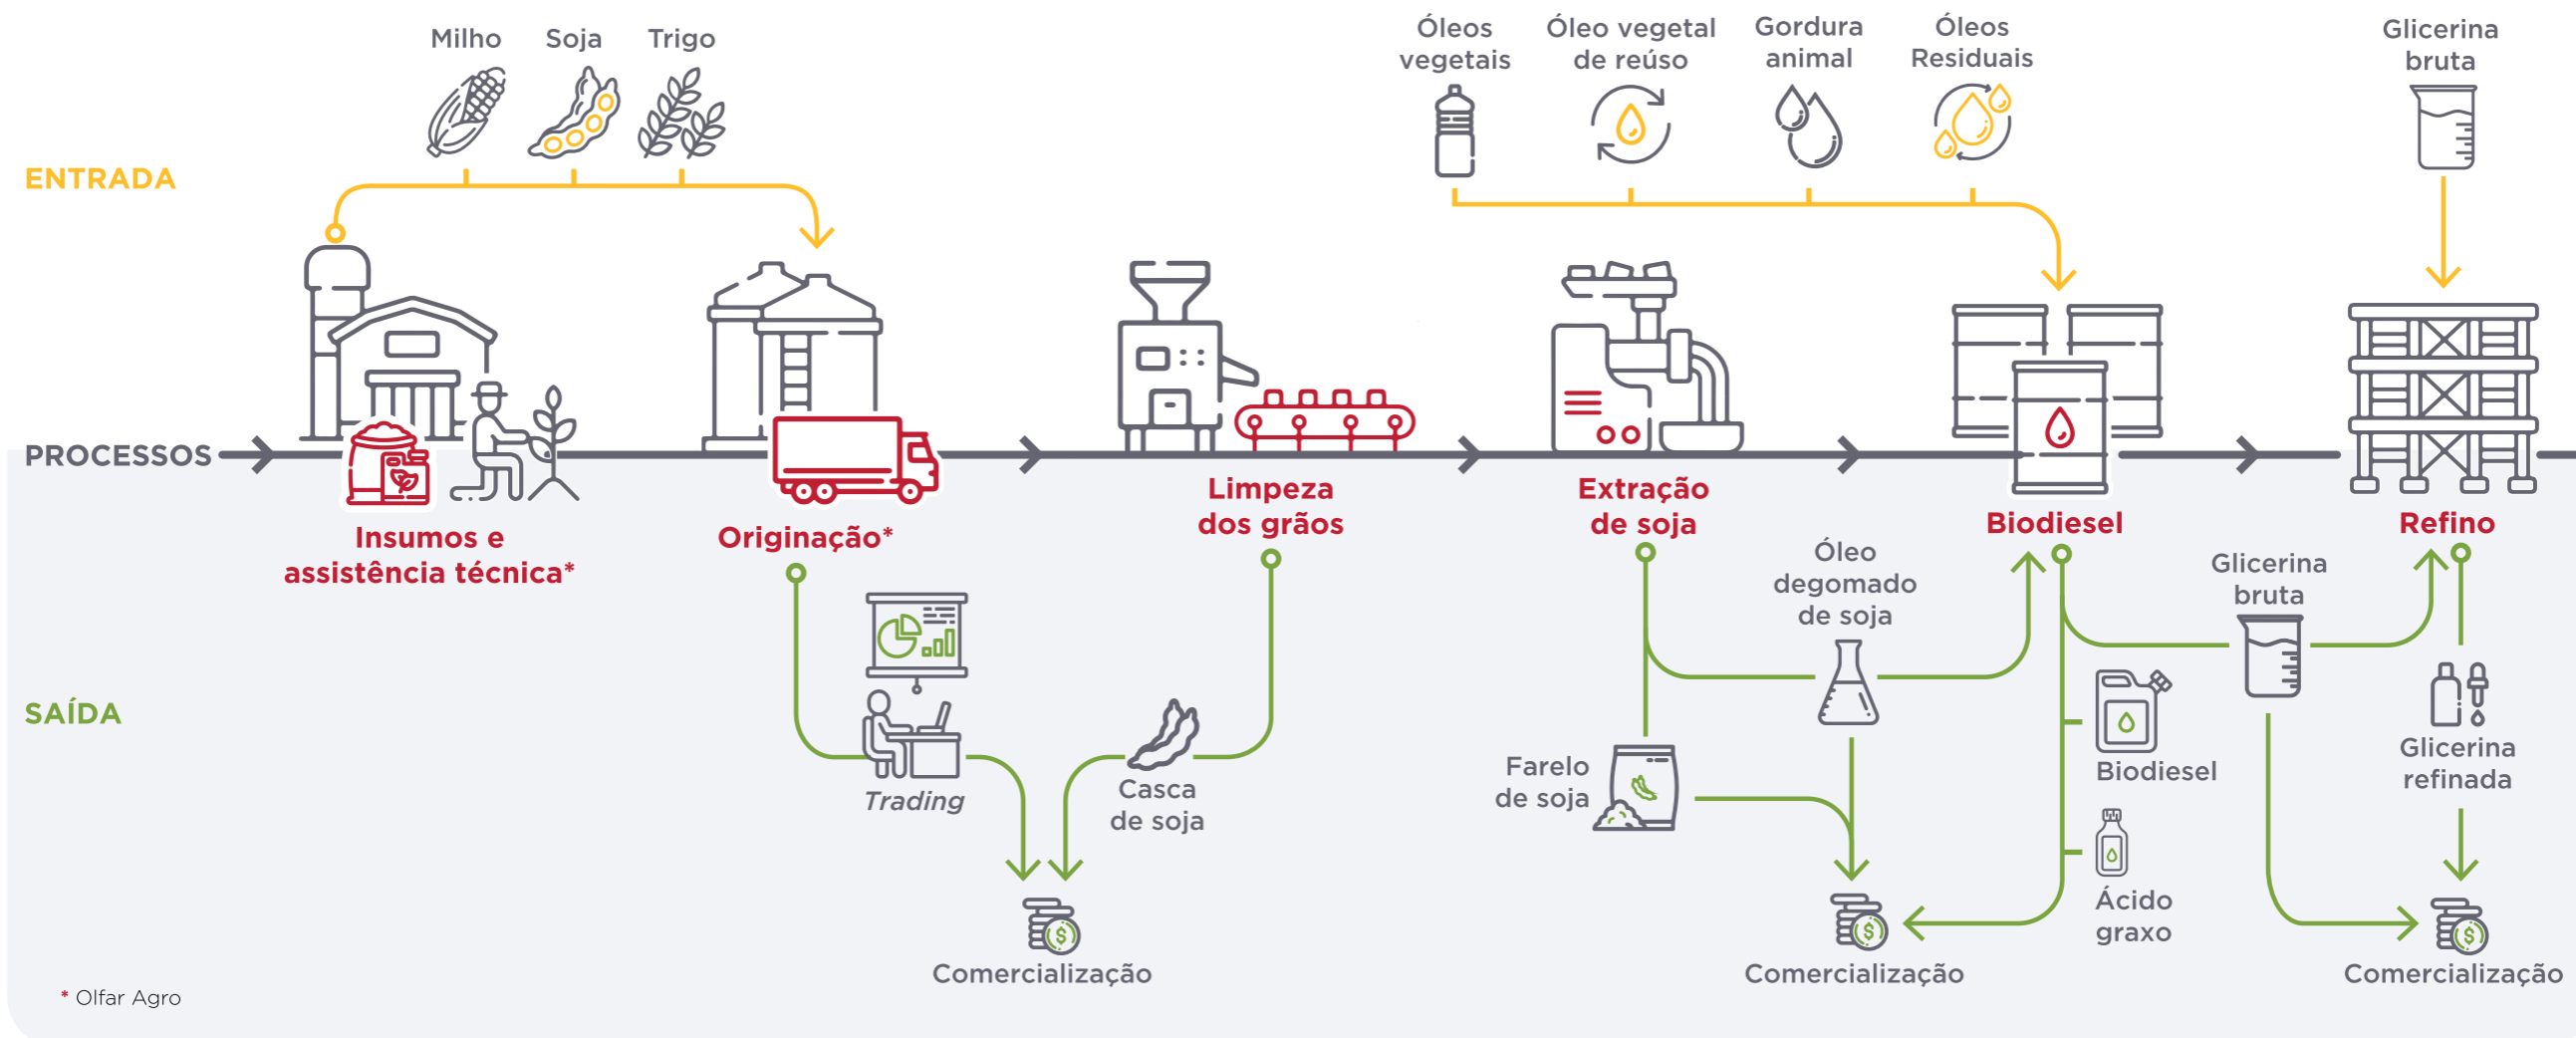 Milho
Soja
Trigo
Óleos
vegetais
Óleo vegetal
de reúso
Gordura
animal
Óleos
Residuais
Glicerina
bruta
ENTRADA
PROCESSOS
Insumos e
assistência técnica*
Originação*
Limpeza
dos grãos
Extração
de soja
Biodiesel
Refino
SAÍDA
Trading
Casca
de soja
Comercialização
Farelo
de soja
Óleo
degomado
de soja
Comercialização
Biodiesel
Ácido
graxo
Glicerina
bruta
Glicerina
refinada
Comercialização
* Olfar Agro